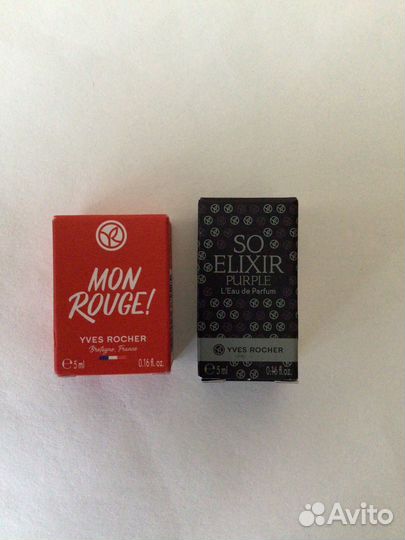 MON
ROUGE!
YVES ROCHER
Bretagne, France
℮ 5 ml 0.16 fl. oz.
SO
ELIXIR
PURPLE
L'Eau de Parfum
YVES ROCHER
℮ 5 ml 0.16 fl. oz.
Avito